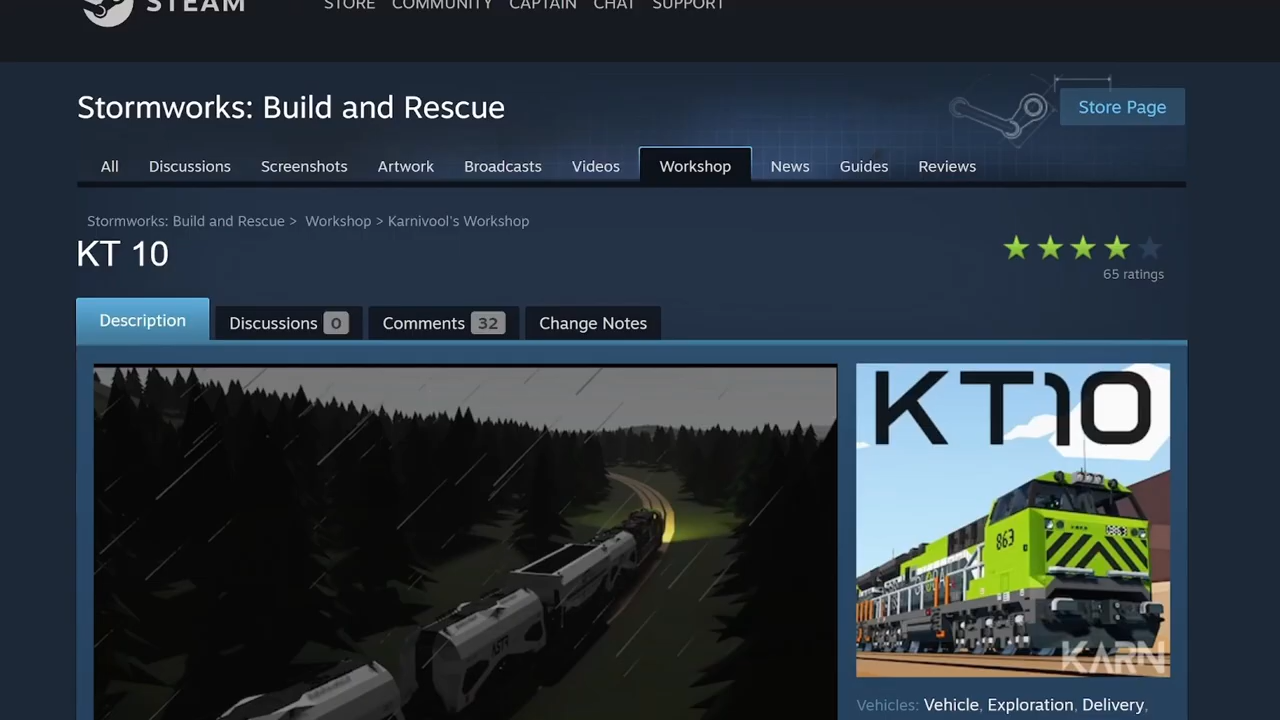 STEAM
STORE COMMUNITY CAPTAIN CHAT SUPPORT
Stormworks: Build and Rescue
Store Page
All Discussions Screenshots Artwork Broadcasts Videos Workshop News Guides Reviews
Stormworks: Build and Rescue > Workshop > Karnivool's Workshop
KT 10
65 ratings
Description Discussions 0 Comments 32 Change Notes
KT10
863
KARN
Vehicles: Vehicle, Exploration, Delivery,